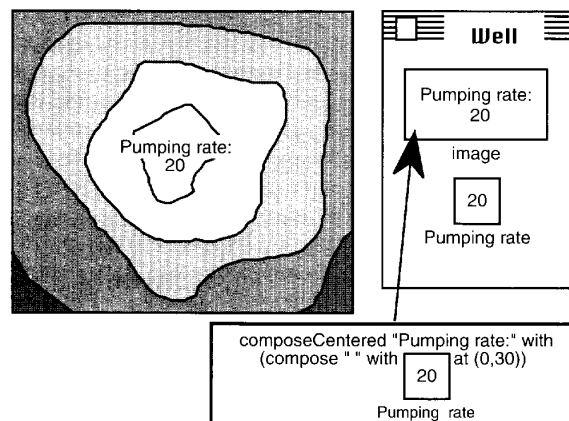 Pumping rate:
20
Well
Pumping rate:
20
image
20
Pumping rate
composeCentered "Pumping rate:" with
(compose " " with 20 at (0,30))
Pumping rate